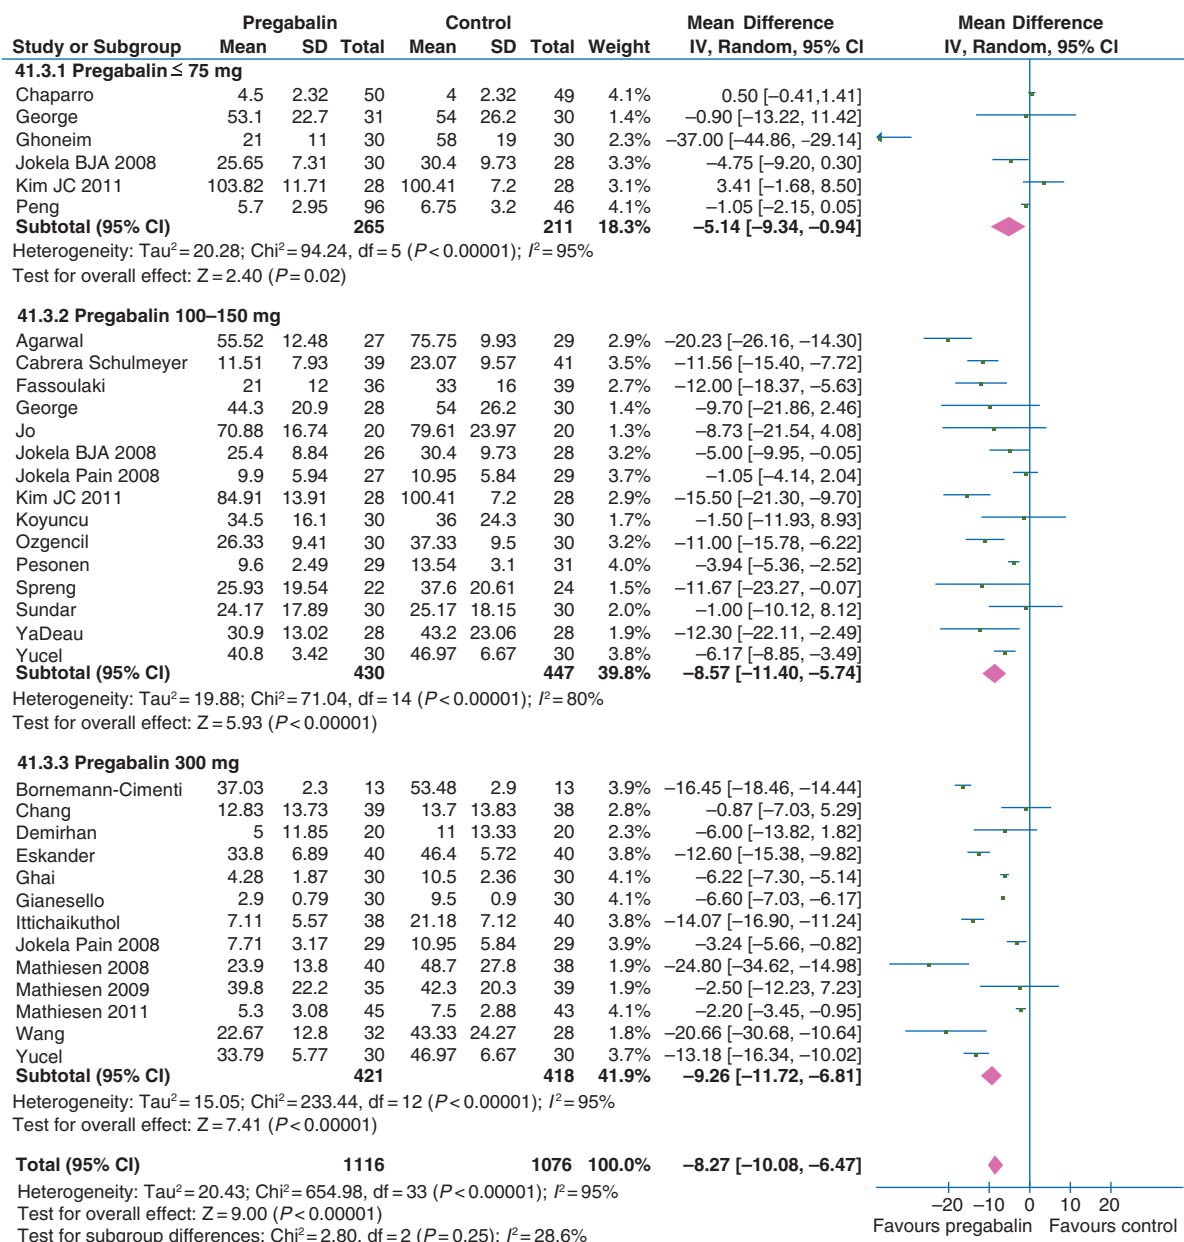 Pregabalin Control Mean Difference Mean Difference
Study or Subgroup Mean SD Total Mean SD Total Weight IV, Random, 95% CI IV, Random, 95% CI
41.3.1 Pregabalin ≤ 75 mg
Chaparro 4.5 2.32 50 4 2.32 49 4.1% 0.50 [−0.41,1.41]
George 53.1 22.7 31 54 26.2 30 1.4% −0.90 [−13.22, 11.42]
Ghoneim 21 11 30 58 19 30 2.3% −37.00 [−44.86, −29.14]
Jokela BJA 2008 25.65 7.31 30 30.4 9.73 28 3.3% −4.75 [−9.20, 0.30]
Kim JC 2011 103.82 11.71 28 100.41 7.2 28 3.1% 3.41 [−1.68, 8.50]
Peng 5.7 2.95 96 6.75 3.2 46 4.1% −1.05 [−2.15, 0.05]
Subtotal (95% CI) 265 211 18.3% −5.14 [−9.34, −0.94]
Heterogeneity: Tau²=20.28; Chi²=94.24, df=5 (P<0.00001); I²=95%
Test for overall effect: Z=2.40 (P=0.02)
41.3.2 Pregabalin 100–150 mg
Agarwal 55.52 12.48 27 75.75 9.93 29 2.9% −20.23 [−26.16, −14.30]
Cabrera Schulmeyer 11.51 7.93 39 23.07 9.57 41 3.5% −11.56 [−15.40, −7.72]
Fassoulaki 21 12 36 33 16 39 2.7% −12.00 [−18.37, −5.63]
George 44.3 20.9 28 54 26.2 30 1.4% −9.70 [−21.86, 2.46]
Jo 70.88 16.74 20 79.61 23.97 20 1.3% −8.73 [−21.54, 4.08]
Jokela BJA 2008 25.4 8.84 26 30.4 9.73 28 3.2% −5.00 [−9.95, −0.05]
Jokela Pain 2008 9.9 5.94 27 10.95 5.84 29 3.7% −1.05 [−4.14, 2.04]
Kim JC 2011 84.91 13.91 28 100.41 7.2 28 2.9% −15.50 [−21.30, −9.70]
Koyuncu 34.5 16.1 30 36 24.3 30 1.7% −1.50 [−11.93, 8.93]
Ozgencil 26.33 9.41 30 37.33 9.5 30 3.2% −11.00 [−15.78, −6.22]
Pesonen 9.6 2.49 29 13.54 3.1 31 4.0% −3.94 [−5.36, −2.52]
Spreng 25.93 19.54 22 37.6 20.61 24 1.5% −11.67 [−23.27, −0.07]
Sundar 24.17 17.89 30 25.17 18.15 30 2.0% −1.00 [−10.12, 8.12]
YaDeau 30.9 13.02 28 43.2 23.06 28 1.9% −12.30 [−22.11, −2.49]
Yucel 40.8 3.42 30 46.97 6.67 30 3.8% −6.17 [−8.85, −3.49]
Subtotal (95% CI) 430 447 39.8% −8.57 [−11.40, −5.74]
Heterogeneity: Tau²=19.88; Chi²=71.04, df=14 (P<0.00001); I²=80%
Test for overall effect: Z=5.93 (P<0.00001)
41.3.3 Pregabalin 300 mg
Bornemann-Cimenti 37.03 2.3 13 53.48 2.9 13 3.9% −16.45 [−18.46, −14.44]
Chang 12.83 13.73 39 13.7 13.83 38 2.8% −0.87 [−7.03, 5.29]
Demirhan 5 11.85 20 11 13.33 20 2.3% −6.00 [−13.82, 1.82]
Eskander 33.8 6.89 40 46.4 5.72 40 3.8% −12.60 [−15.38, −9.82]
Ghai 4.28 1.87 30 10.5 2.36 30 4.1% −6.22 [−7.30, −5.14]
Gianesello 2.9 0.79 30 9.5 0.9 30 4.1% −6.60 [−7.03, −6.17]
Ittichaikuthol 7.11 5.57 38 21.18 7.12 40 3.8% −14.07 [−16.90, −11.24]
Jokela Pain 2008 7.71 3.17 29 10.95 5.84 29 3.9% −3.24 [−5.66, −0.82]
Mathiesen 2008 23.9 13.8 40 48.7 27.8 38 1.9% −24.80 [−34.62, −14.98]
Mathiesen 2009 39.8 22.2 35 42.3 20.3 39 1.9% −2.50 [−12.23, 7.23]
Mathiesen 2011 5.3 3.08 45 7.5 2.88 43 4.1% −2.20 [−3.45, −0.95]
Wang 22.67 12.8 32 43.33 24.27 28 1.8% −20.66 [−30.68, −10.64]
Yucel 33.79 5.77 30 46.97 6.67 30 3.7% −13.18 [−16.34, −10.02]
Subtotal (95% CI) 421 418 41.9% −9.26 [−11.72, −6.81]
Heterogeneity: Tau²=15.05; Chi²=233.44, df=12 (P<0.00001); I²=95%
Test for overall effect: Z=7.41 (P<0.00001)
Total (95% CI) 1116 1076 100.0% −8.27 [−10.08, −6.47]
Heterogeneity: Tau²=20.43; Chi²=654.98, df=33 (P<0.00001); I²=95%
Test for overall effect: Z=9.00 (P<0.00001)
Test for subgroup differences: Chi²=2.80, df=2 (P=0.25); I²=28.6%
−20 −10 0 10 20
Favours pregabalin Favours control